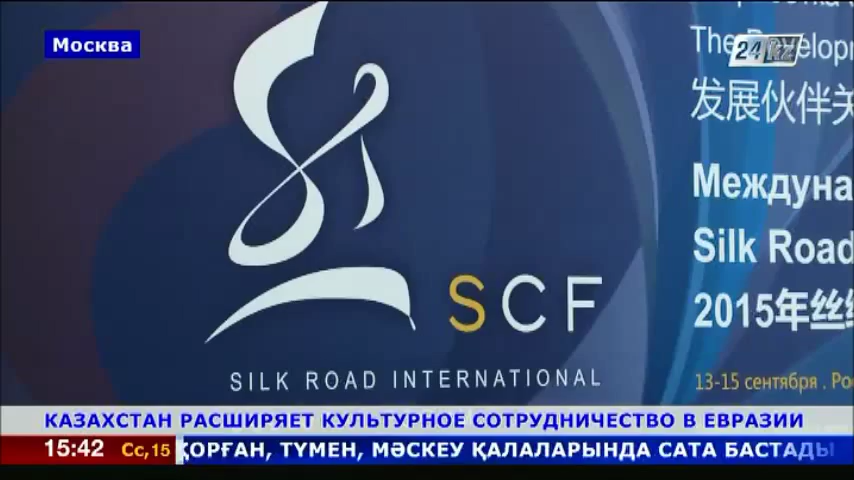 Москва
24.kz
The Developm
发展伙伴关
Междуна
Silk Road
2015年丝绸
13-15 сентября . Рос
SCF
SILK ROAD INTERNATIONAL
КАЗАХСТАН РАСШИРЯЕТ КУЛЬТУРНОЕ СОТРУДНИЧЕСТВО В ЕВРАЗИИ
15:42 Сс,15 ҚОРҒАН, ТҮМЕН, МӘСКЕУ ҚАЛАЛАРЫНДА САТА БАСТАДЫ